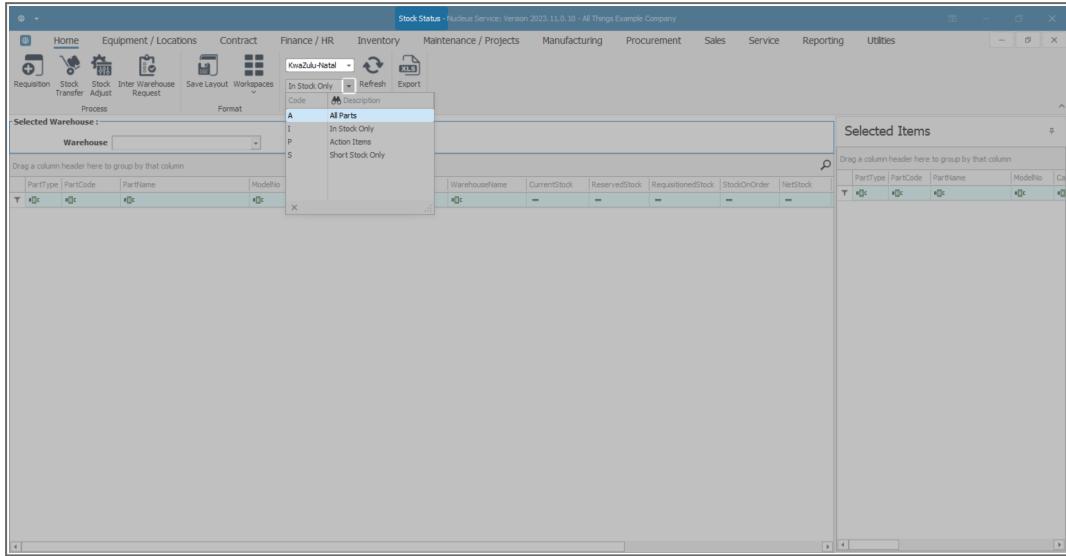 Stock Status - Nucleus Service: Version 2023.11.0.10 - All Things Example Company
Home Equipment / Locations Contract Finance / HR Inventory Maintenance / Projects Manufacturing Procurement Sales Service Reporting Utilities
KwaZulu-Natal
Requisition Stock Transfer Stock Adjust Inter Warehouse Request Save Layout Workspaces In Stock Only Refresh Export
Process Format
Code Description
A All Parts
I In Stock Only
P Action Items
S Short Stock Only
Selected Warehouse :
Warehouse
Selected Items
Drag a column header here to group by that column
Drag a column header here to group by that column
PartType PartCode PartName ModelNo WarehouseName CurrentStock ReservedStock RequisitionedStock StockOnOrder NetStock
PartType PartCode PartName ModelNo Ca